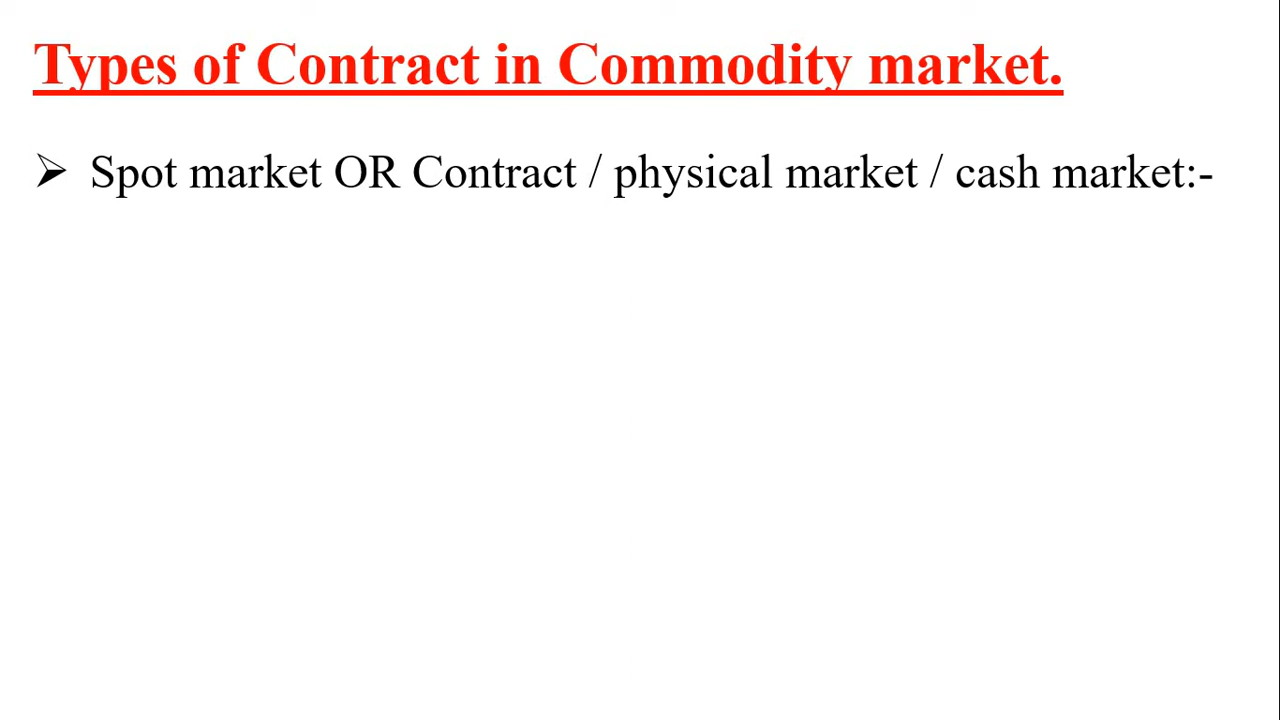 Types of Contract in Commodity market.
➢ Spot market OR Contract / physical market / cash market:-